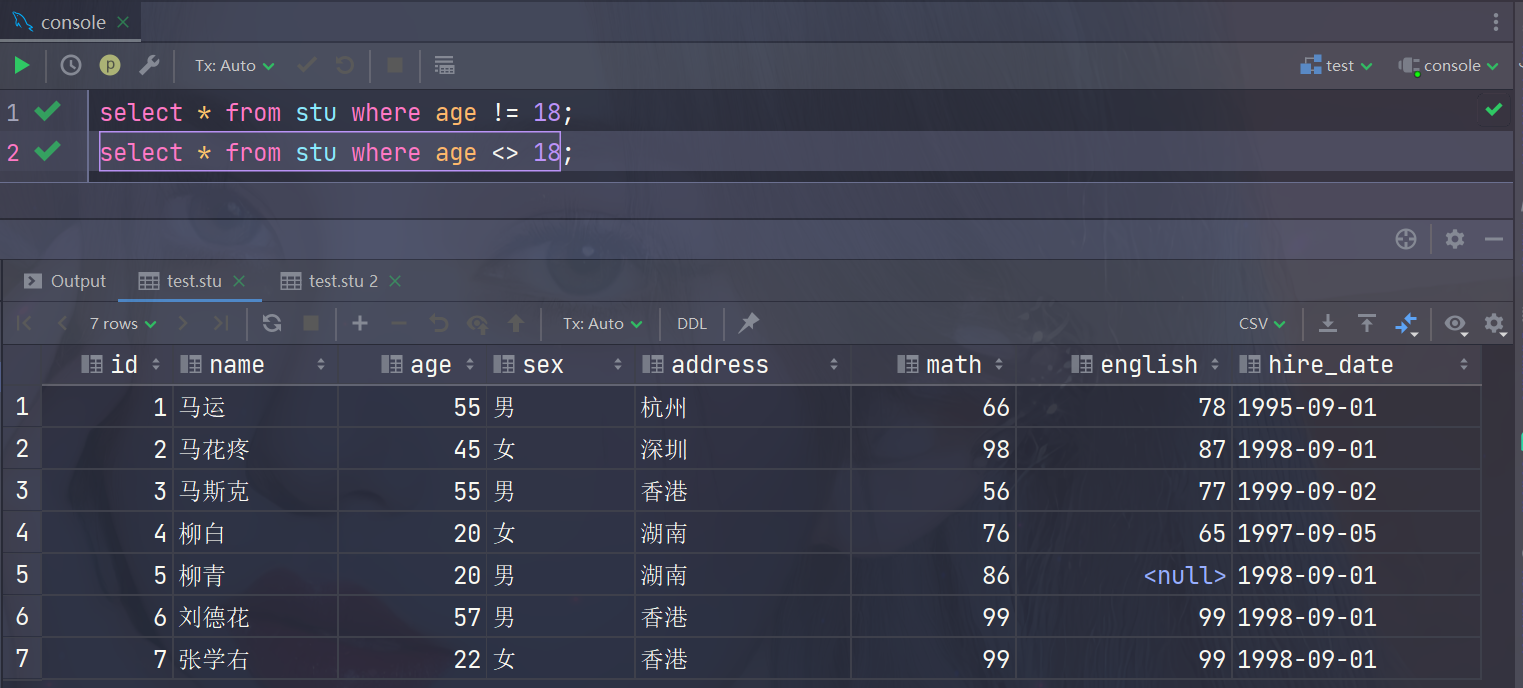 console
Tx: Auto test console
1 select * from stu where age != 18;
2 select * from stu where age <> 18;
Output test.stu test.stu 2
7 rows Tx: Auto DDL CSV
id name age sex address math english hire_date
1 1 马运 55 男 杭州 66 78 1995-09-01
2 2 马花疼 45 女 深圳 98 87 1998-09-01
3 3 马斯克 55 男 香港 56 77 1999-09-02
4 4 柳白 20 女 湖南 76 65 1997-09-05
5 5 柳青 20 男 湖南 86 <null> 1998-09-01
6 6 刘德花 57 男 香港 99 99 1998-09-01
7 7 张学右 22 女 香港 99 99 1998-09-01